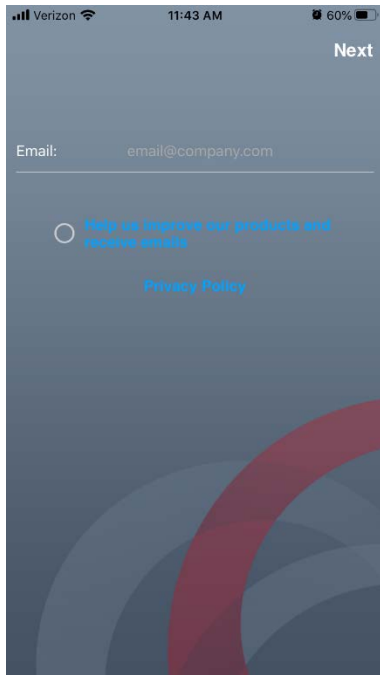 Verizon 11:43 AM 60%
Next
Email: email@company.com
Help us improve our products and
receive emails
Privacy Policy